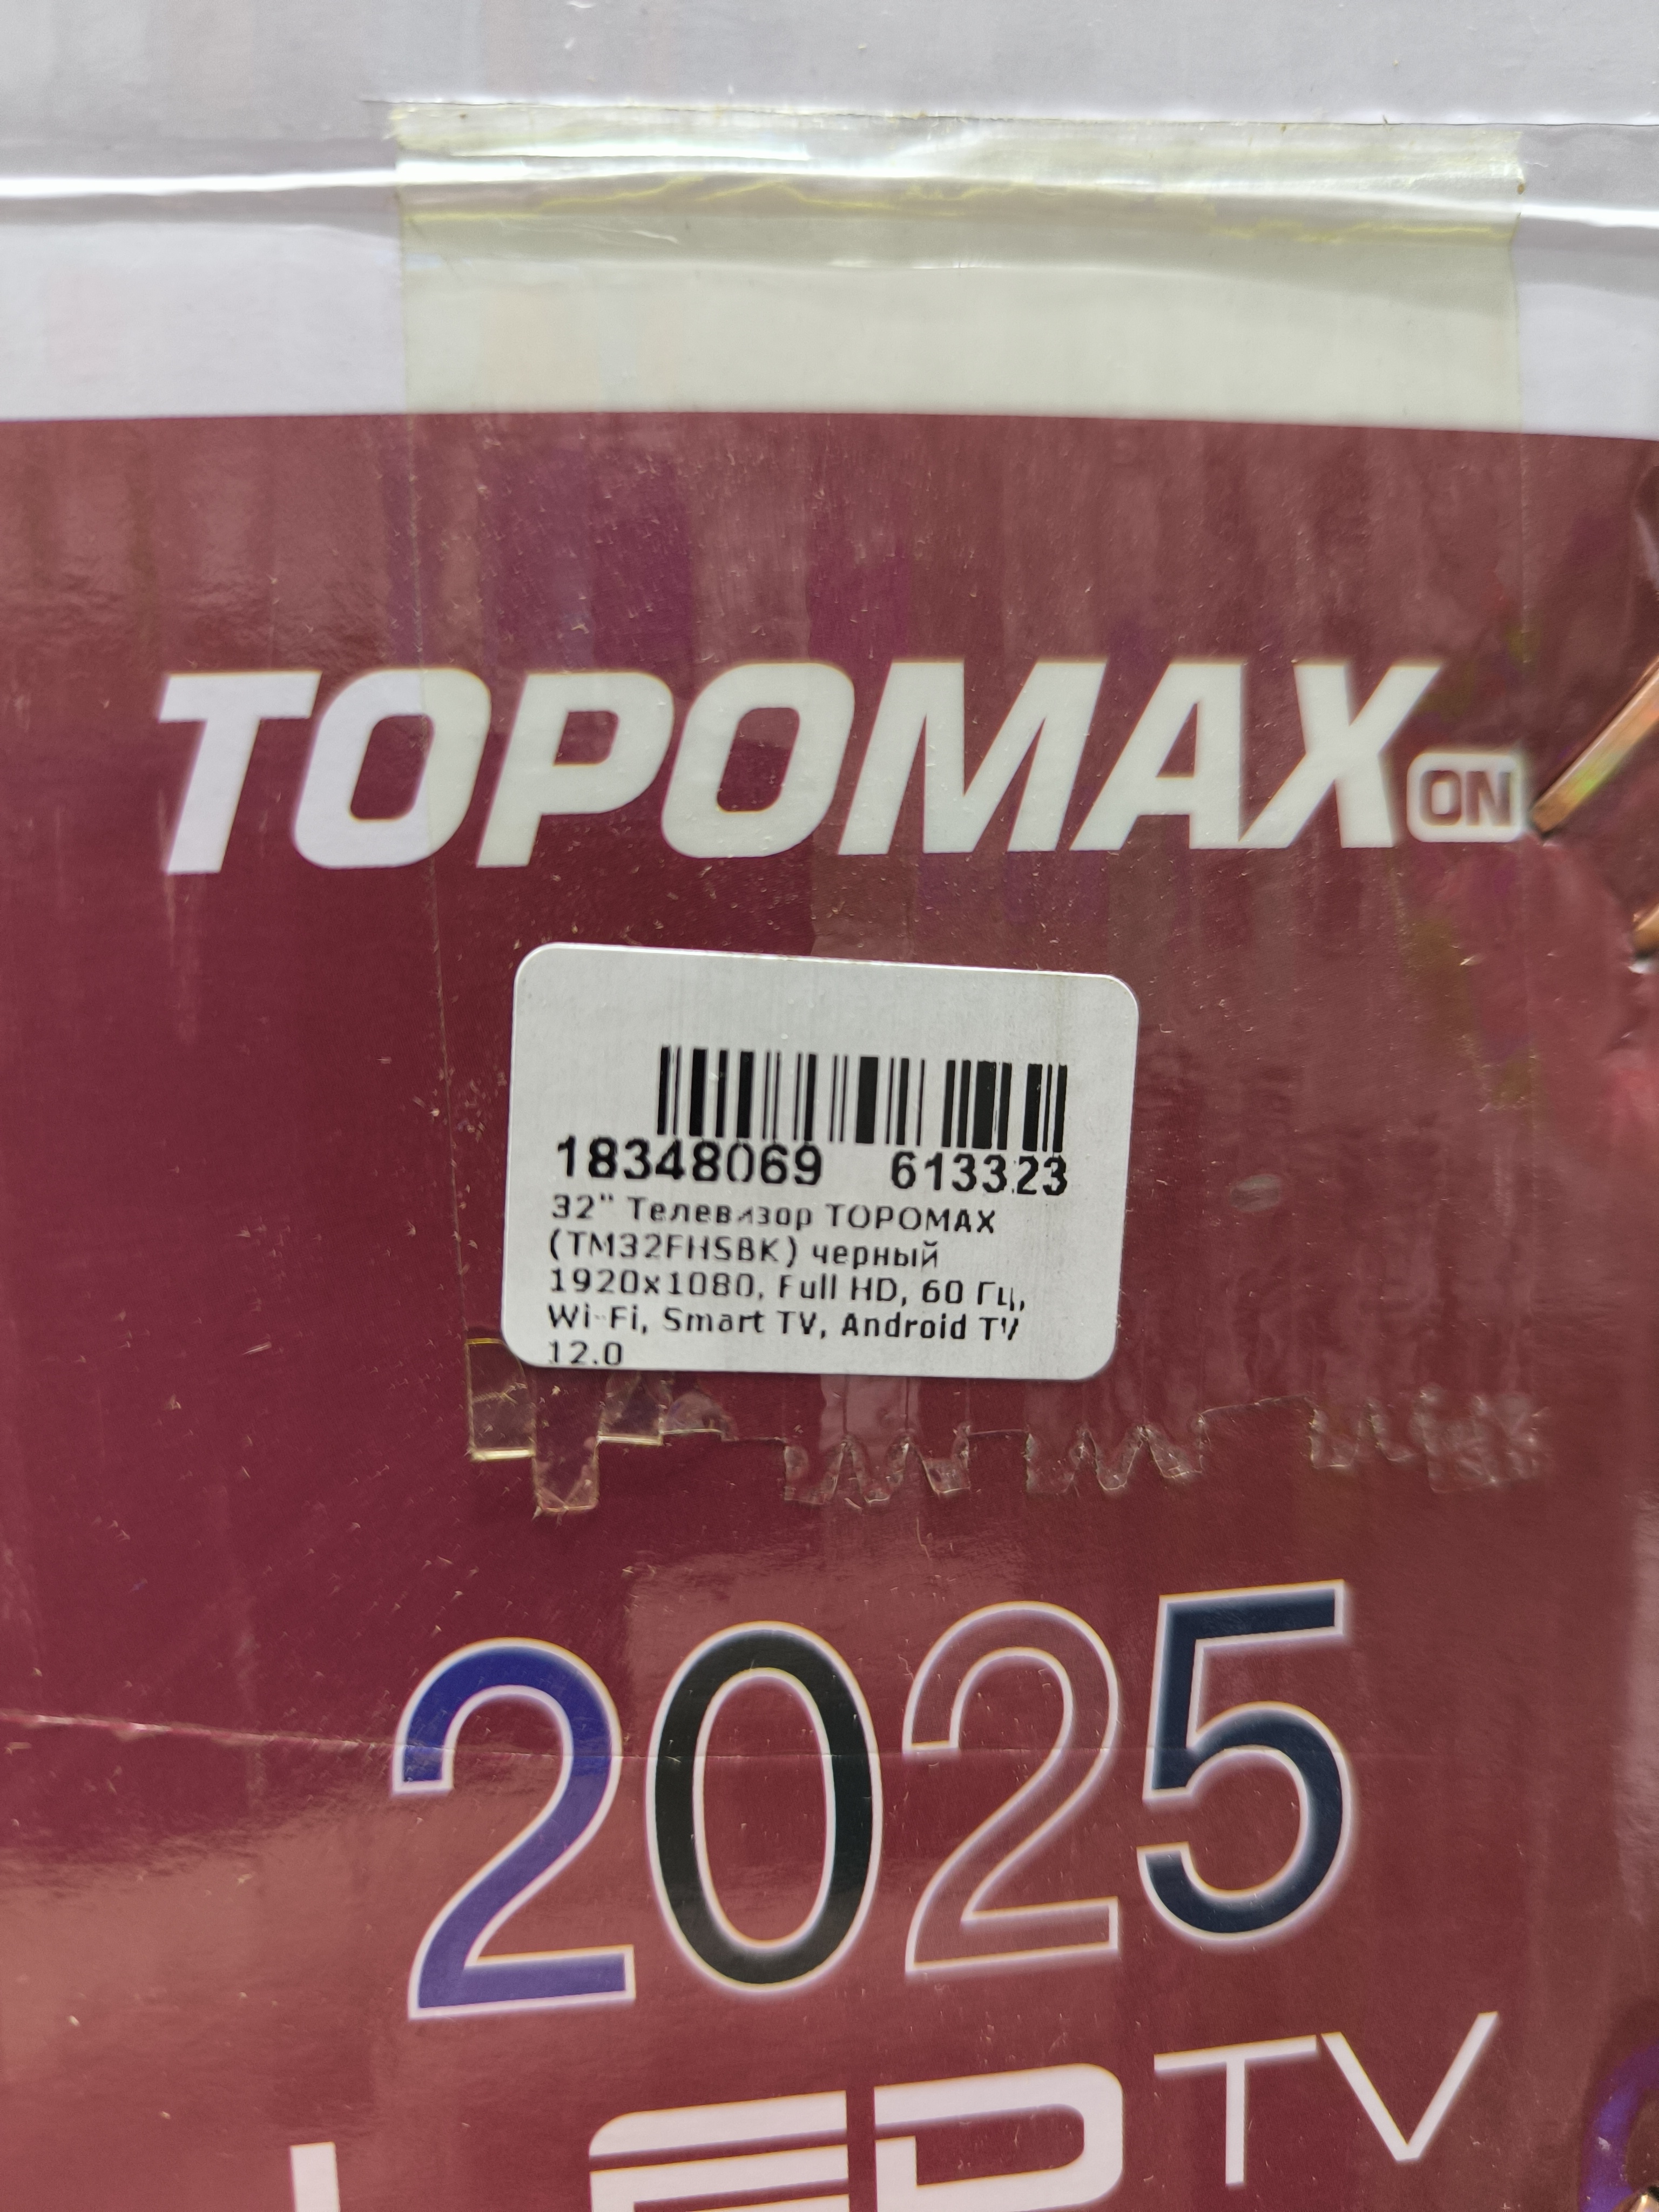 TOPOMAX ON
18348069 613323
32" Телевизор TOPOMAX
(TM32FHSBK) черный
1920x1080, Full HD, 60 Гц,
Wi-Fi, Smart TV, Android TV
12.0
2025
LED TV